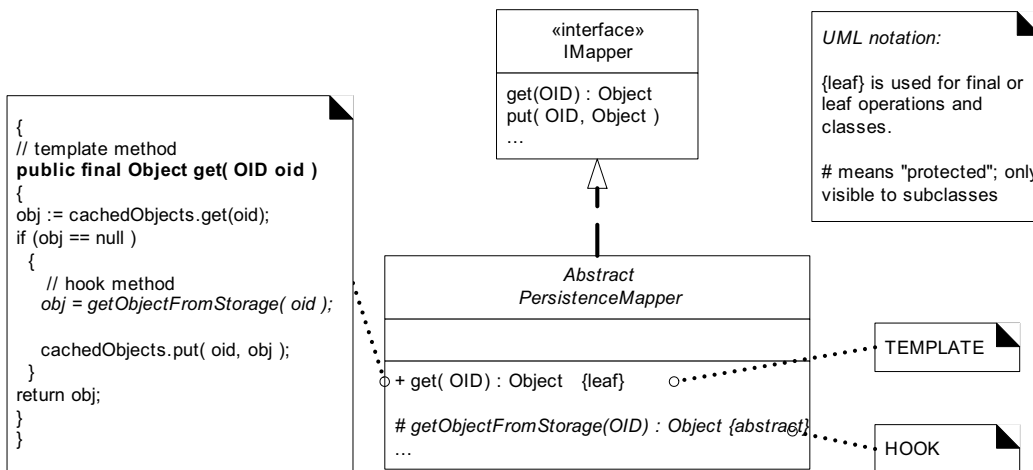 «interface»
IMapper
get(OID) : Object
put( OID, Object )
...
UML notation:
{leaf} is used for final or
leaf operations and
classes.
# means "protected"; only
visible to subclasses
{
// template method
public final Object get( OID oid )
{
obj := cachedObjects.get(oid);
if (obj == null )
{
// hook method
obj = getObjectFromStorage( oid );
cachedObjects.put( oid, obj );
}
return obj;
}
}
Abstract
PersistenceMapper
+ get( OID) : Object {leaf}
# getObjectFromStorage(OID) : Object {abstract}
...
TEMPLATE
HOOK